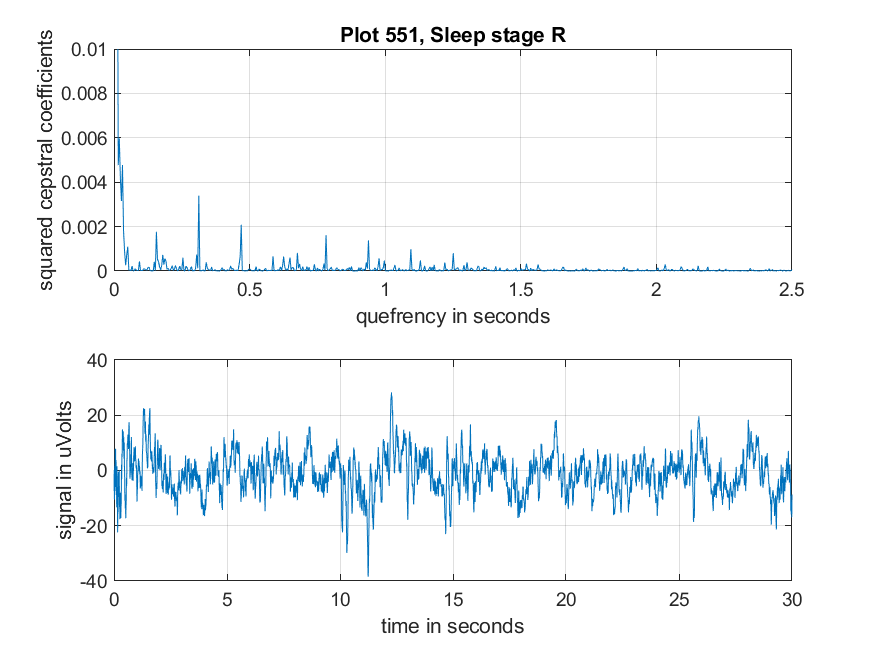 Plot 551, Sleep stage R
squared cepstral coefficients
0.01
0.008
0.006
0.004
0.002
0
0 0.5 1 1.5 2 2.5
quefrency in seconds
signal in uVolts
40
20
0
-20
-40
0 5 10 15 20 25 30
time in seconds